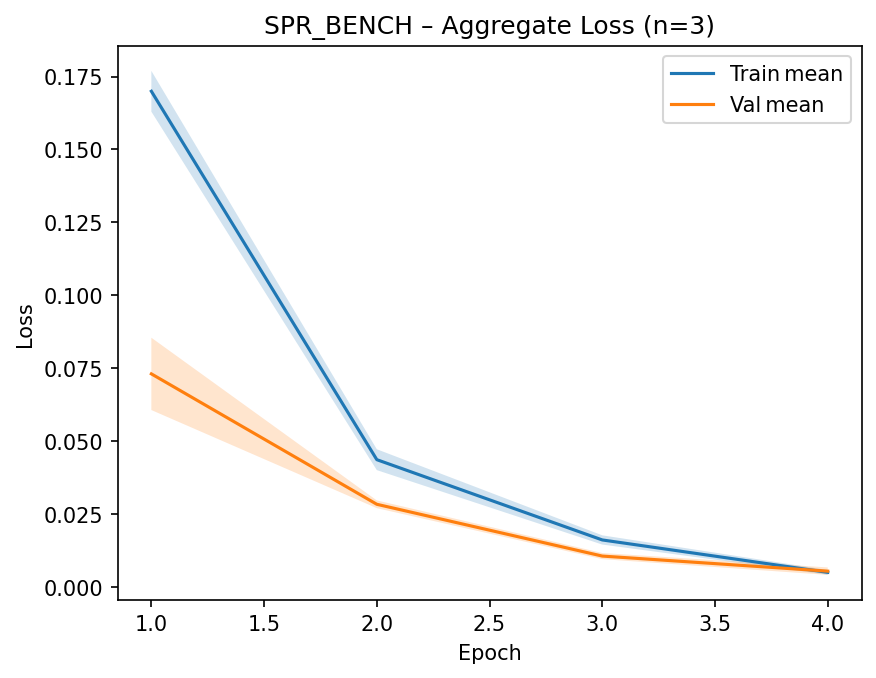 SPR_BENCH – Aggregate Loss (n=3)
Train mean
Val mean
0.175
0.150
0.125
0.100
0.075
0.050
0.025
0.000
Loss
1.0 1.5 2.0 2.5 3.0 3.5 4.0
Epoch